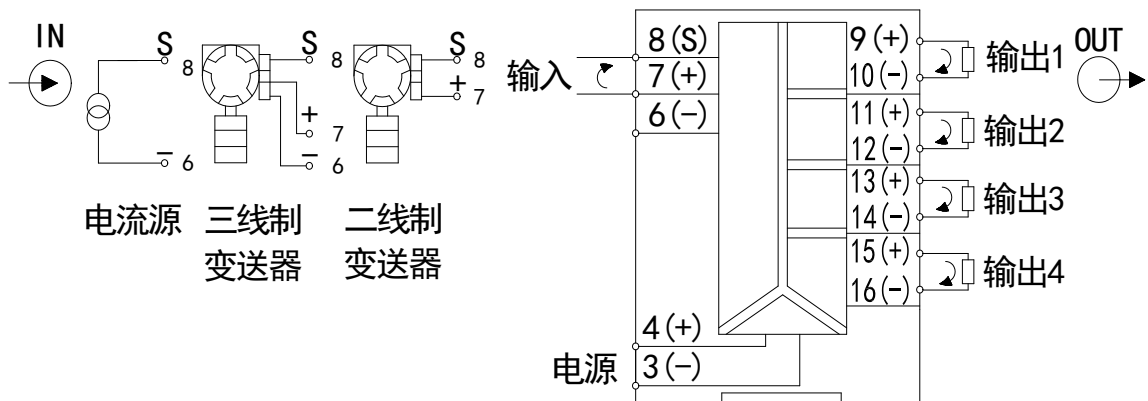 IN
S
8
− 6
电流源
S
8
+
7
−
6
三线制
变送器
S
8
+
7
二线制
变送器
输入
8(S)
7(+)
6(−)
4(+)
电源
3(−)
9(+)
10(−)
输出1
OUT
11(+)
12(−)
输出2
13(+)
14(−)
输出3
15(+)
16(−)
输出4